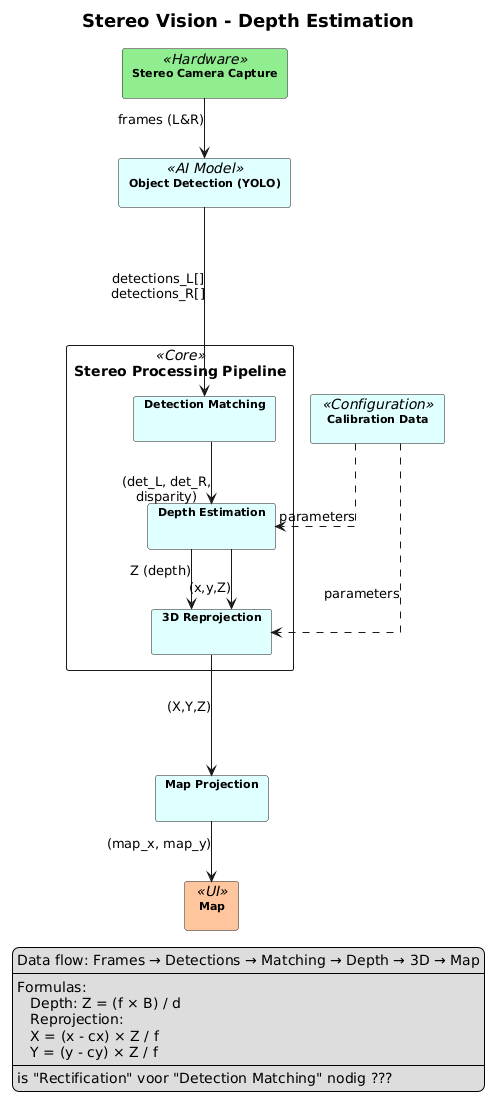 Stereo Vision - Depth Estimation
«Hardware»
Stereo Camera Capture
frames (L&R)
«AI Model»
Object Detection (YOLO)
detections_L[]
detections_R[]
«Core»
Stereo Processing Pipeline
Detection Matching
«Configuration»
Calibration Data
(det_L, det_R,
disparity)
Depth Estimation
parameters
Z (depth)
(x,y,Z)
parameters
3D Reprojection
(X,Y,Z)
Map Projection
(map_x, map_y)
«UI»
Map
Data flow: Frames → Detections → Matching → Depth → 3D → Map
Formulas:
Depth: Z = (f × B) / d
Reprojection:
X = (x - cx) × Z / f
Y = (y - cy) × Z / f
is "Rectification" voor "Detection Matching" nodig ???